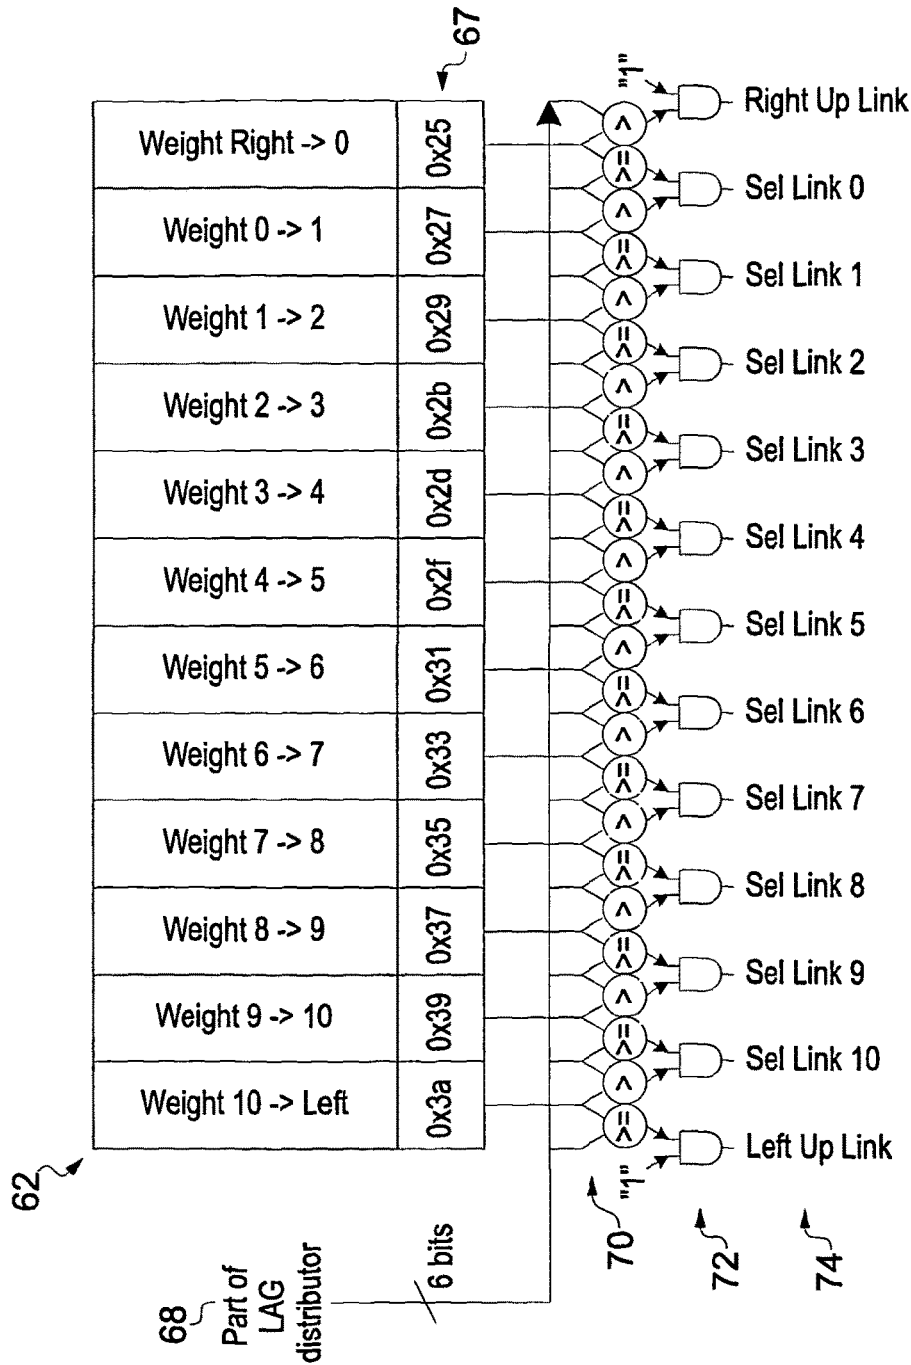 67
62
Weight Right -> 0
0x25
Weight 0 -> 1
0x27
Weight 1 -> 2
0x29
Weight 2 -> 3
0x2b
Weight 3 -> 4
0x2d
Weight 4 -> 5
0x2f
Weight 5 -> 6
0x31
Weight 6 -> 7
0x33
Weight 7 -> 8
0x35
Weight 8 -> 9
0x37
Weight 9 -> 10
0x39
Weight 10 -> Left
0x3a
68
Part of
LAG
distributor
6 bits
"1"
>
>=
>
>=
>
>=
>
>=
>
>=
>
>=
>
>=
>
>=
>
>=
>
>=
>
>=
>
>=
"1"
70
72
74
Right Up Link
Sel Link 0
Sel Link 1
Sel Link 2
Sel Link 3
Sel Link 4
Sel Link 5
Sel Link 6
Sel Link 7
Sel Link 8
Sel Link 9
Sel Link 10
Left Up Link